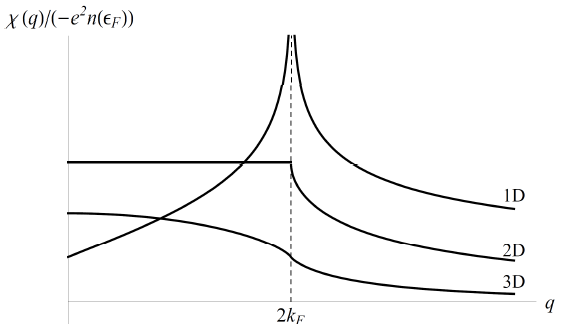 χ(q)/(−e²n(ϵ_F))
1D
2D
3D
q
2k_F